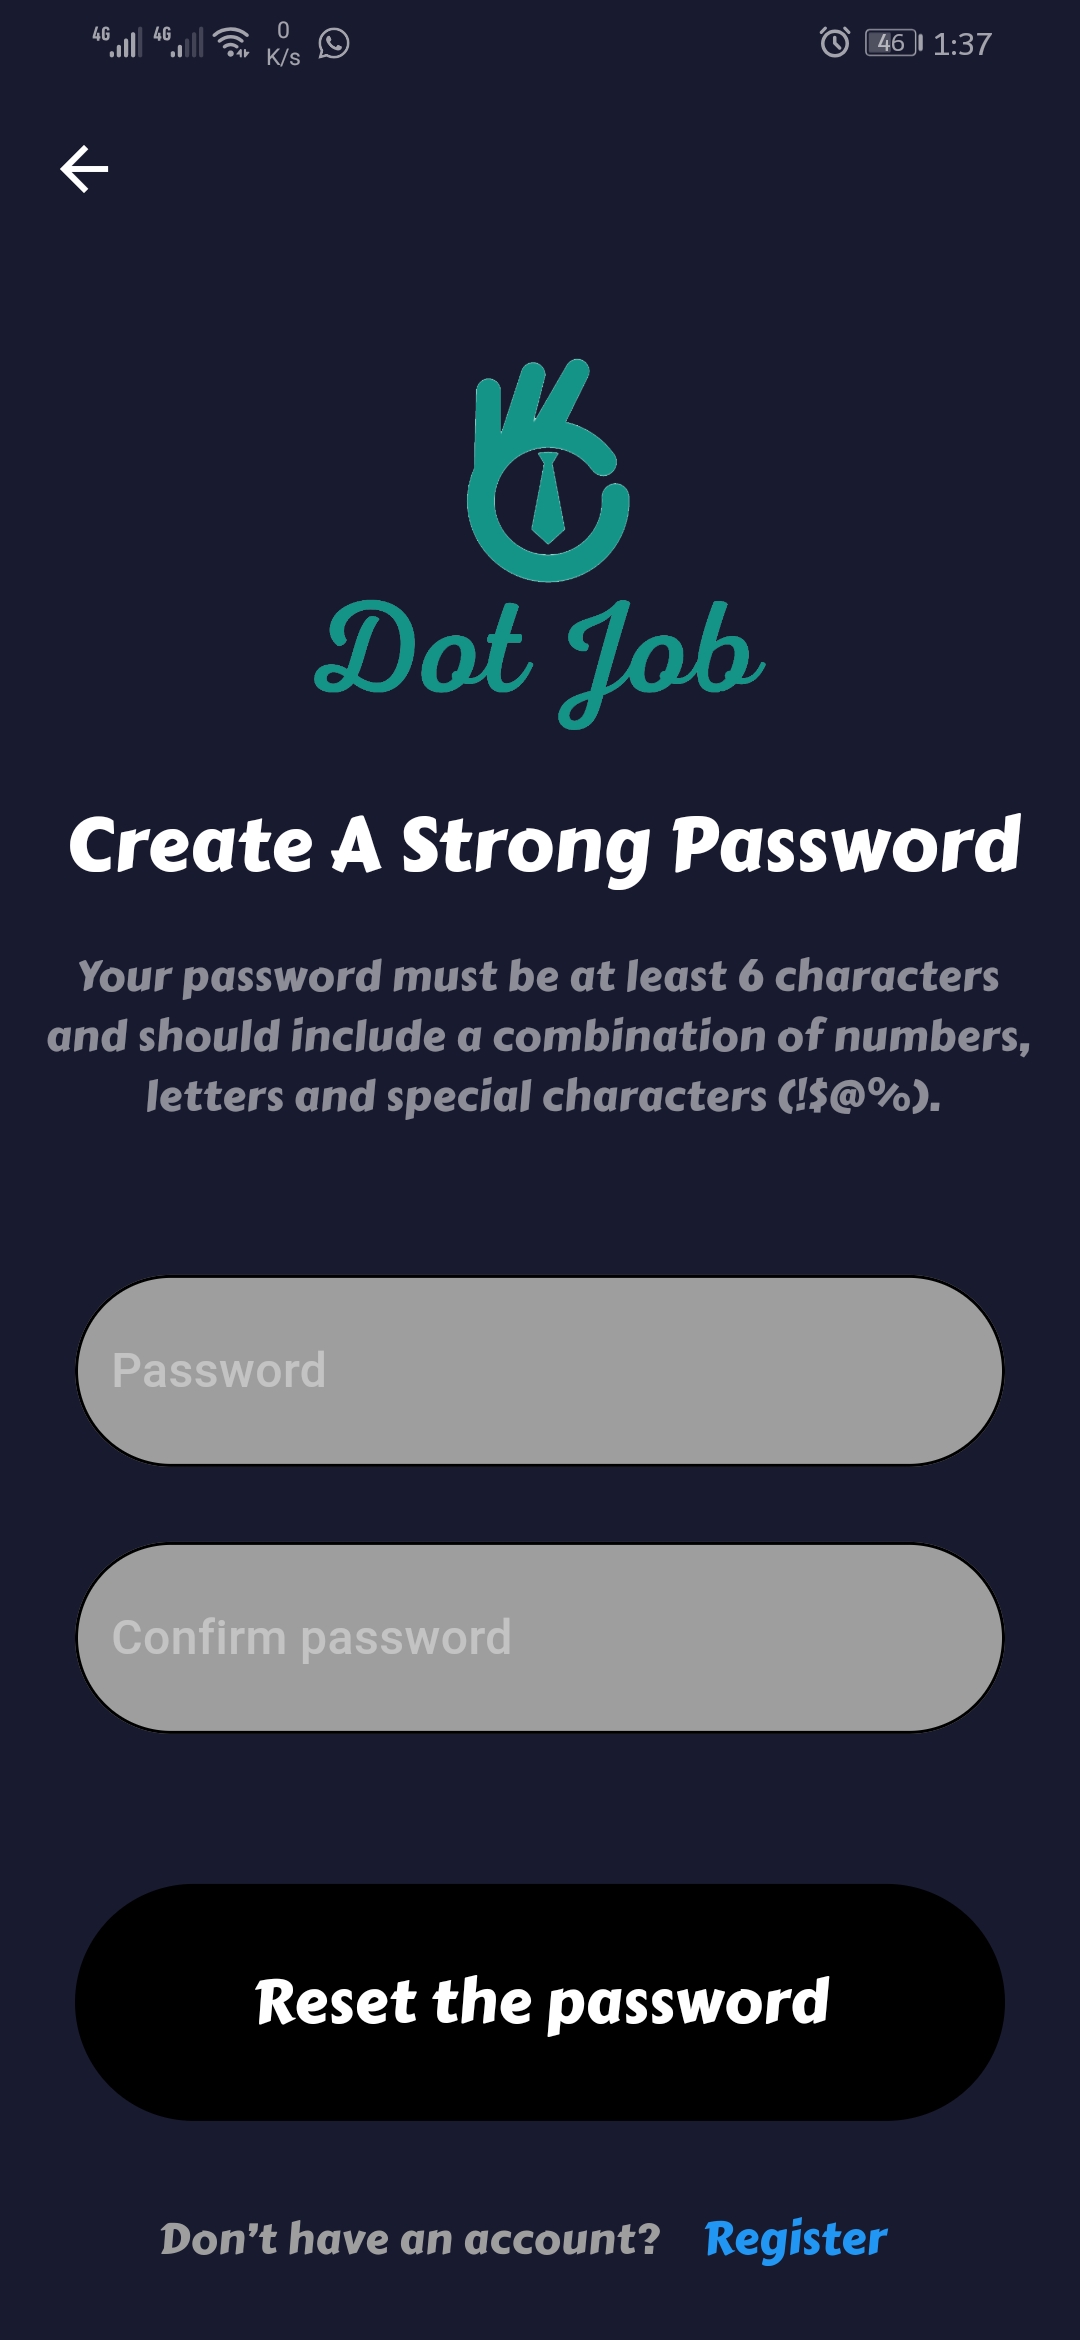 4G 4G 0 K/s 46 1:37
Dot Job
Create A Strong Password
Your password must be at least 6 characters
and should include a combination of numbers,
letters and special characters (!$@%).
Password
Confirm password
Reset the password
Don't have an account? Register